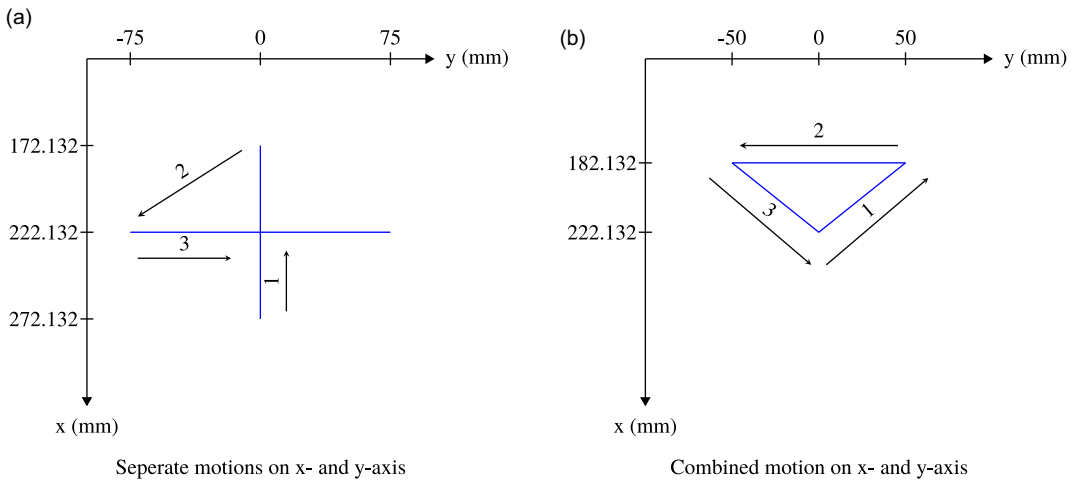 (a)
-75 0 75
y (mm)
172.132
2
222.132
3
1
272.132
x (mm)
Seperate motions on x- and y-axis
(b)
-50 0 50
y (mm)
2
182.132
3 1
222.132
x (mm)
Combined motion on x- and y-axis